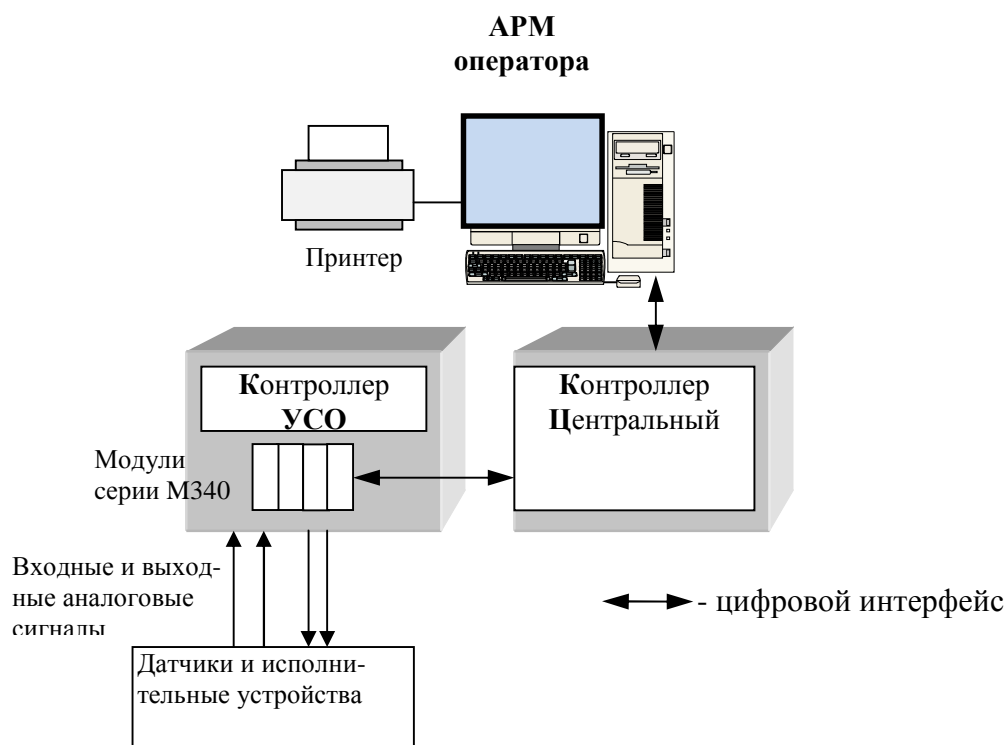 АРМ
оператора
Принтер
Контроллер
УСО
Контроллер
Центральный
Модули
серии М340
Входные и выход-
ные аналоговые
сигналы
- цифровой интерфейс
Датчики и исполни-
тельные устройства